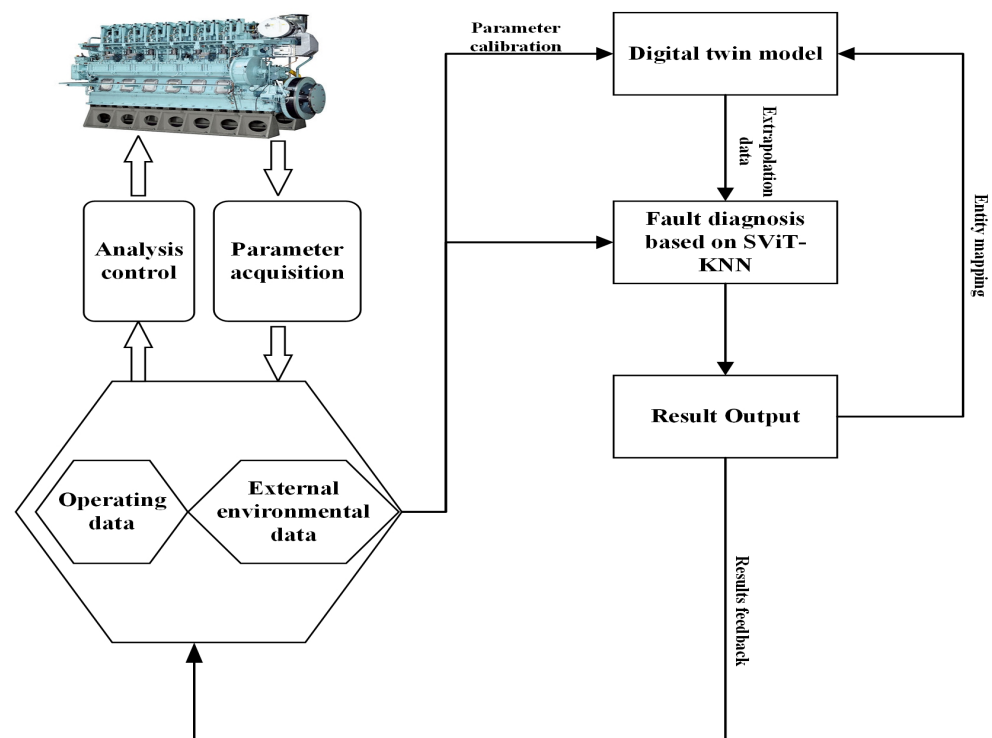 Parameter
calibration
Digital twin model
Extrapolation
data
Analysis
control
Parameter
acquisition
Fault diagnosis
based on SViT-
KNN
Entity mapping
Result Output
Operating
data
External
environmental
data
Results feedback